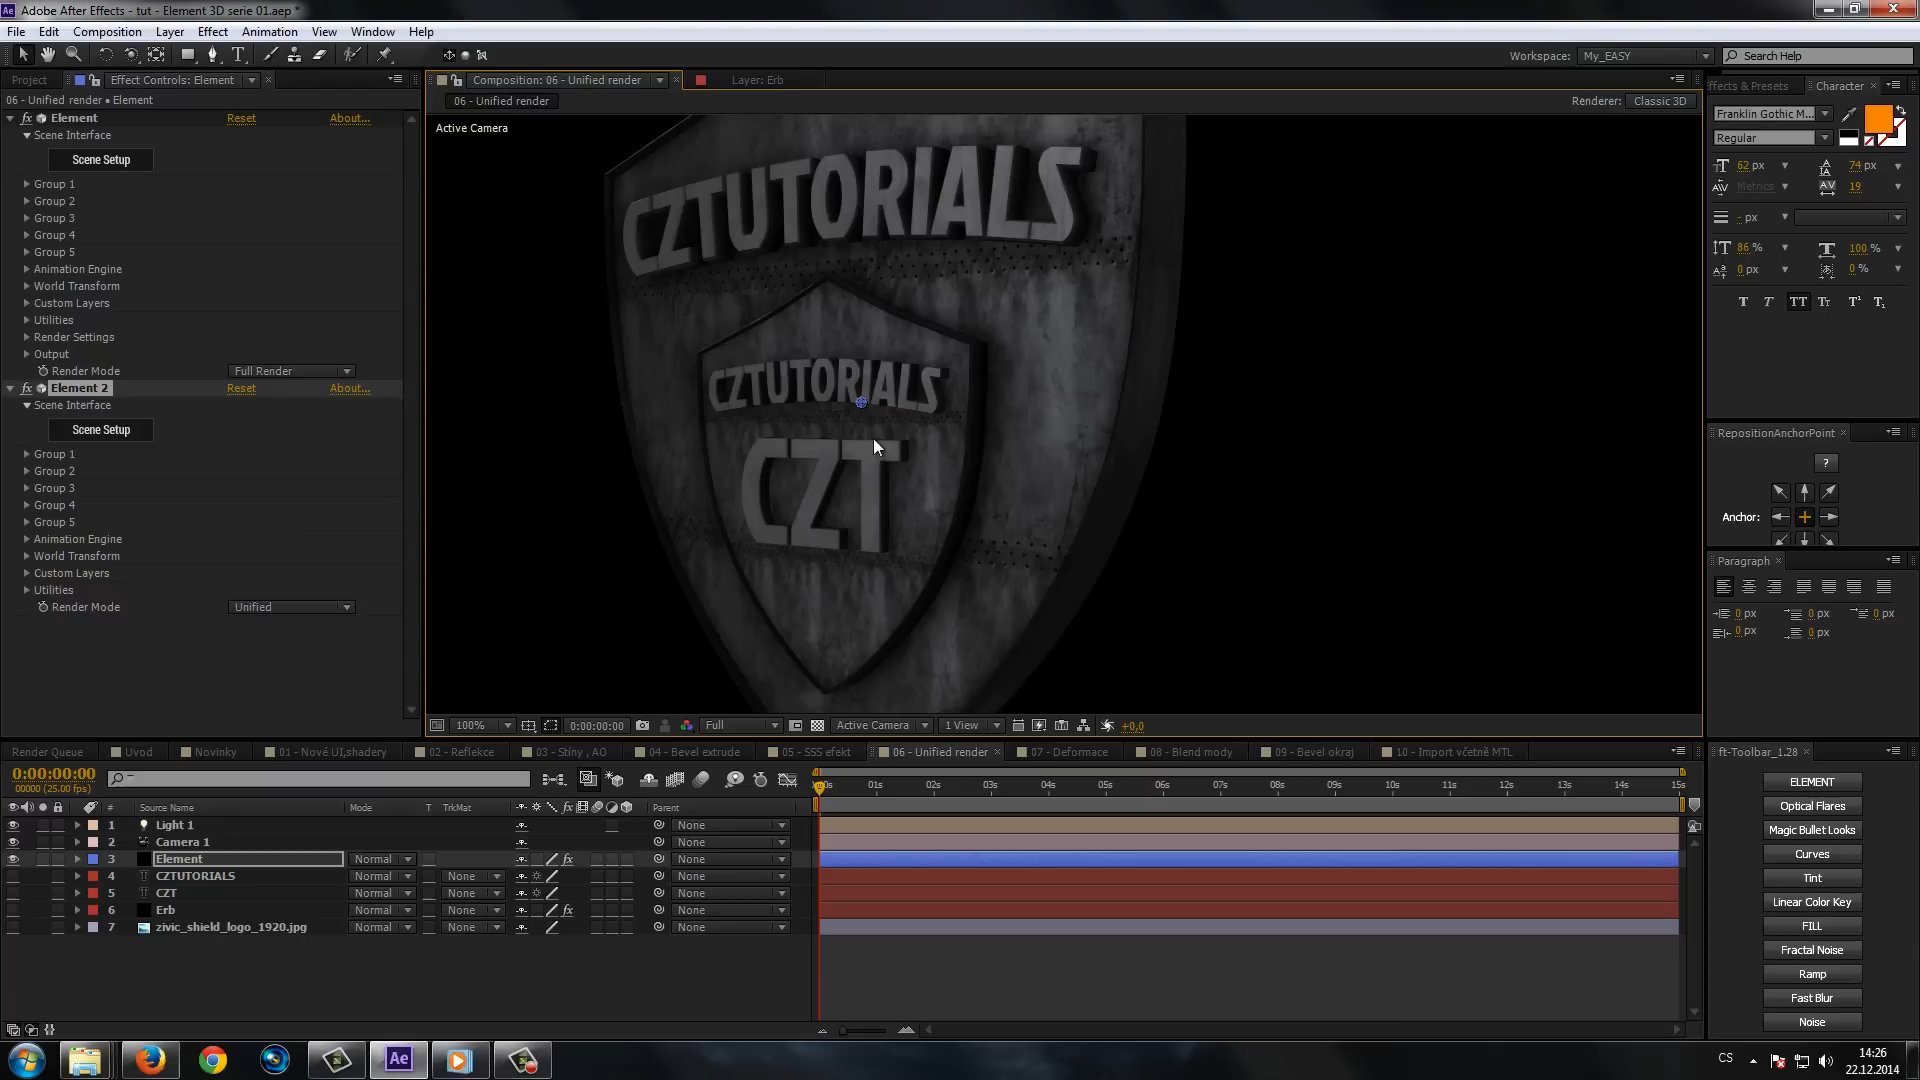 Adobe After Effects - tut - Element 3D serie 01.aep *
File Edit Composition Layer Effect Animation View Window Help
Workspace: My_EASY Search Help
Project Effect Controls: Element
06 - Unified render • Element
Element Reset About...
Scene Interface
Scene Setup
Group 1
Group 2
Group 3
Group 4
Group 5
Animation Engine
World Transform
Custom Layers
Utilities
Render Settings
Output
Render Mode Full Render
Element 2 Reset About...
Scene Interface
Scene Setup
Group 1
Group 2
Group 3
Group 4
Group 5
Animation Engine
World Transform
Custom Layers
Utilities
Render Mode Unified
Composition: 06 - Unified render Layer: Erb
06 - Unified render Renderer: Classic 3D
Active Camera
CZTUTORIALS
CZTUTORIALS
CZT
100% 0:00:00:00 Full Active Camera 1 View +0,0
ffects & Presets Character
Franklin Gothic M...
Regular
62 px 74 px
Metrics 19
- px
86 % 100 %
0 px 0 %
T T TT Tt T¹ T₁
RepositionAnchorPoint
?
Anchor:
Paragraph
0 px 0 px 0 px
0 px 0 px
Render Queue Uvod Novinky 01 - Nové UI,shadery 02 - Reflekce 03 - Stíny , AO 04 - Bevel extrude 05 - SSS efekt 06 - Unified render 07 - Deformace 08 - Blend mody 09 - Bevel okraj 10 - Import včetně MTL
0:00:00:00
00000 (25.00 fps)
# Source Name Mode T TrkMat Parent
0s 01s 02s 03s 04s 05s 06s 07s 08s 09s 10s 11s 12s 13s 14s 15s
1 Light 1 None
2 Camera 1 None
3 Element Normal None
4 CZTUTORIALS Normal None None
5 CZT Normal None None
6 Erb Normal None None
7 zivic_shield_logo_1920.jpg Normal None None
ft-Toolbar_1.28
ELEMENT
Optical Flares
Magic Bullet Looks
Curves
Tint
Linear Color Key
FILL
Fractal Noise
Ramp
Fast Blur
Noise
CS 14:26
22.12.2014